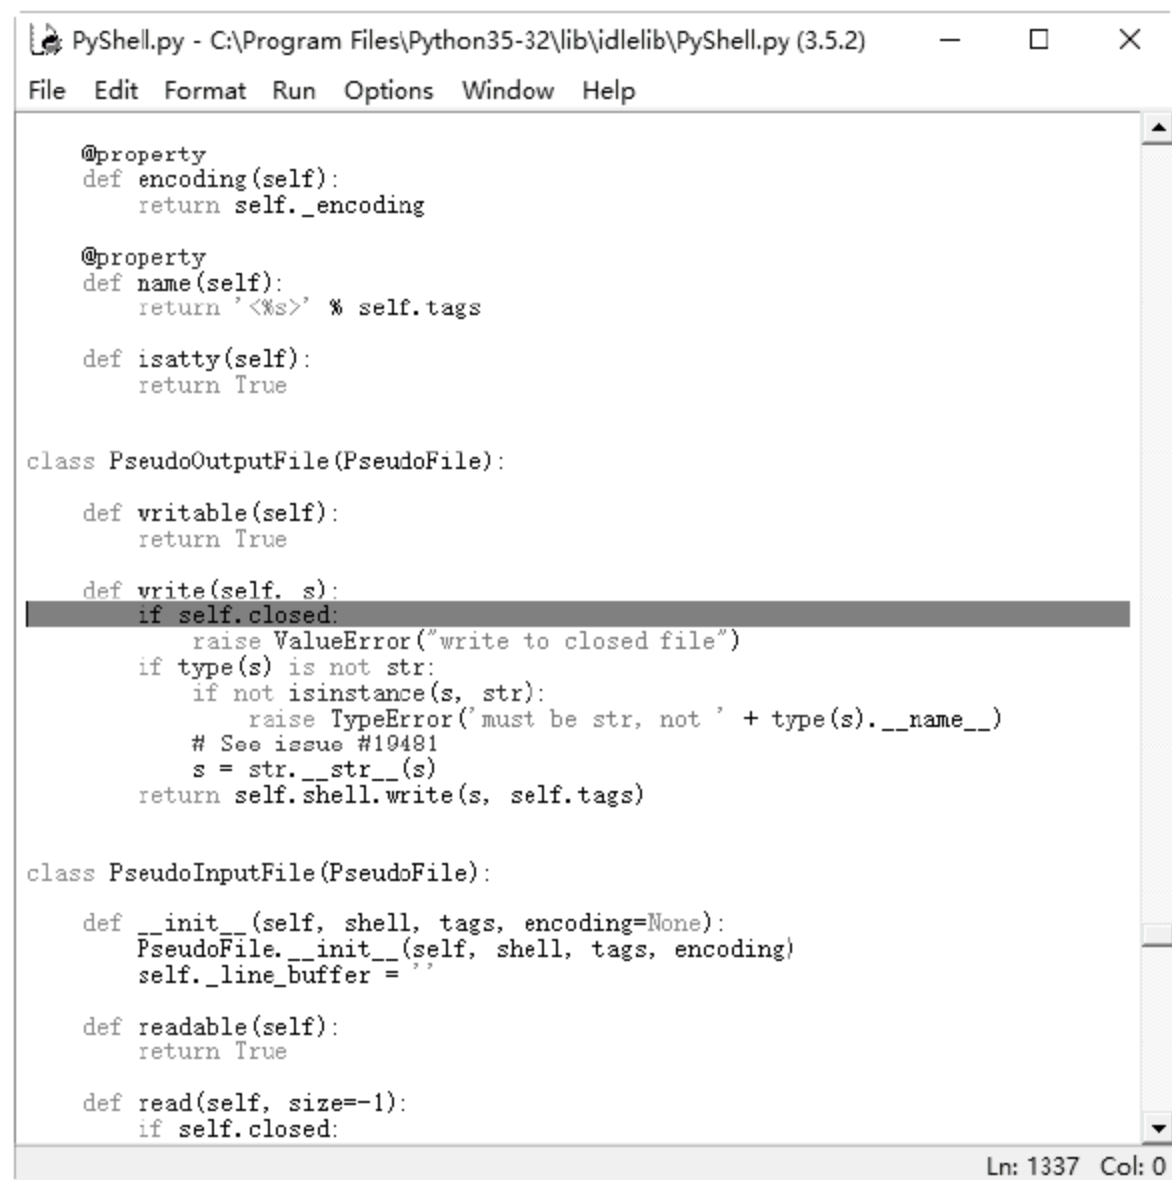 PyShell.py - C:\Program Files\Python35-32\lib\idlelib\PyShell.py (3.5.2)
File Edit Format Run Options Window Help
    @property
    def encoding(self):
        return self._encoding

    @property
    def name(self):
        return '<%s>' % self.tags

    def isatty(self):
        return True


class PseudoOutputFile(PseudoFile):

    def writable(self):
        return True

    def write(self, s):
        if self.closed:
            raise ValueError("write to closed file")
        if type(s) is not str:
            if not isinstance(s, str):
                raise TypeError('must be str, not ' + type(s).__name__)
            # See issue #19481
            s = str.__str__(s)
        return self.shell.write(s, self.tags)


class PseudoInputFile(PseudoFile):

    def __init__(self, shell, tags, encoding=None):
        PseudoFile.__init__(self, shell, tags, encoding)
        self._line_buffer = ''

    def readable(self):
        return True

    def read(self, size=-1):
        if self.closed:
Ln: 1337 Col: 0